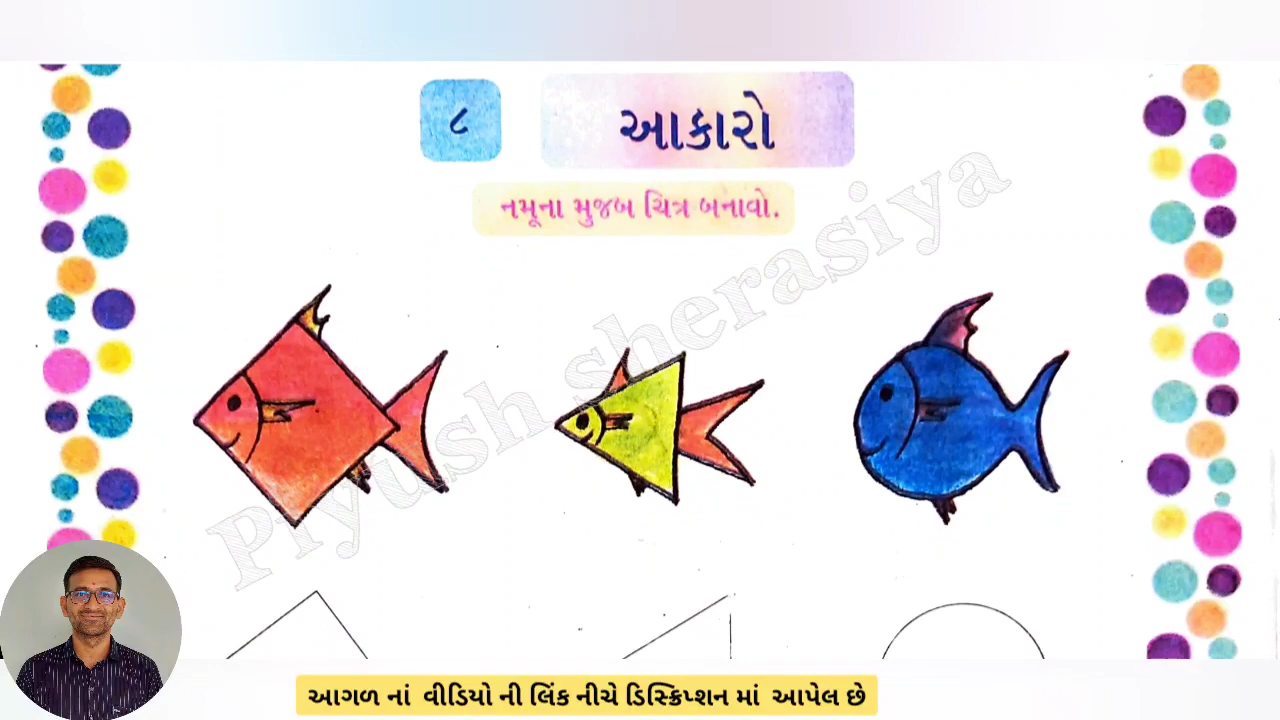 ૮
આકારો
નમૂના મુજબ ચિત્ર બનાવો.
Piyush sherasiya
આગળ નાં વીડિયો ની લિંક નીચે ડિસ્ક્રિપ્શન માં આપેલ છે